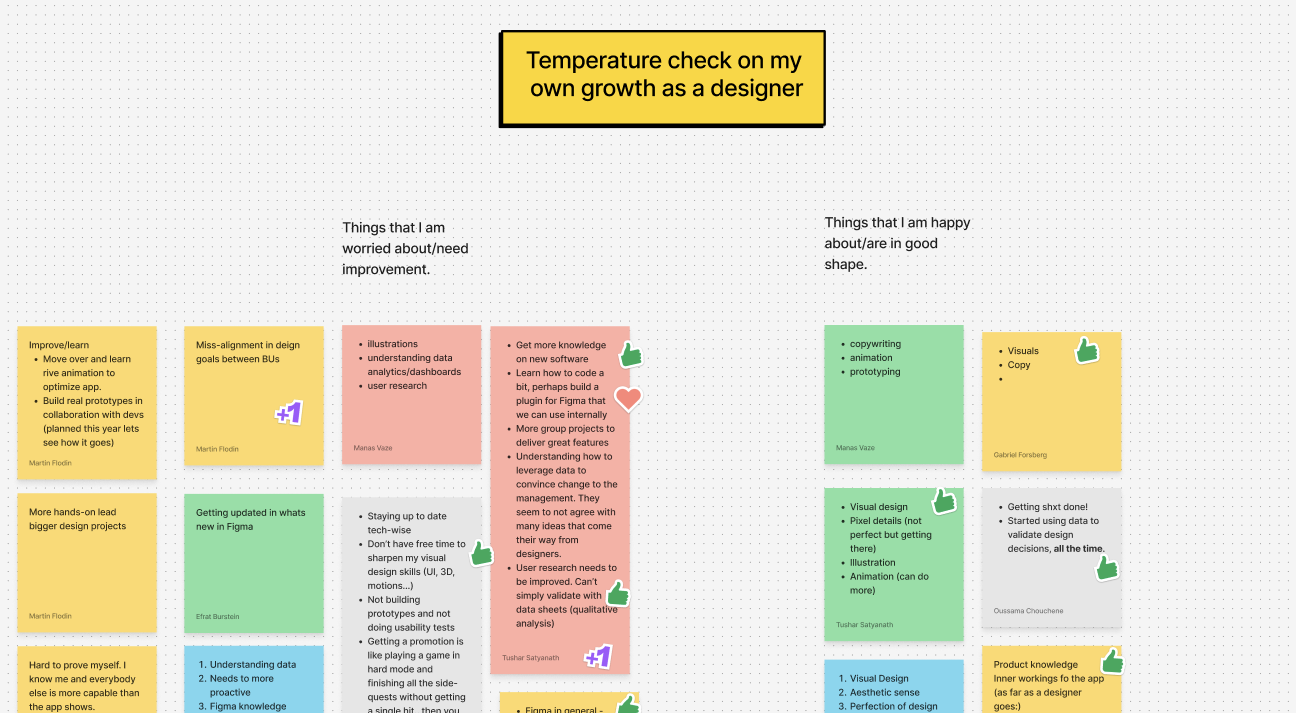 Temperature check on my
own growth as a designer
Things that I am
worried about/need
improvement.
Improve/learn
• Move over and learn
rive animation to
optimize app.
• Build real prototypes in
collaboration with devs
(planned this year lets
see how it goes)
Martin Flodin
More hands-on lead
bigger design projects
Martin Flodin
Hard to prove myself. I
know me and everybody
else is more capable than
the app shows.
Miss-alignment in deign
goals between BUs
+1
Martin Flodin
Getting updated in whats
new in Figma
Efrat Burstein
1. Understanding data
2. Needs to more
proactive
3. Figma knowledge
• illustrations
• understanding data
analytics/dashboards
• user research
Manas Vaze
• Staying up to date
tech-wise
• Don't have free time to
sharpen my visual
design skills (UI, 3D,
motions...)
• Not building
prototypes and not
doing usability tests
• Getting a promotion is
like playing a game in
hard mode and
finishing all the side-
quests without getting
a single hit.. then you
• Get more knowledge
on new software
• Learn how to code a
bit, perhaps build a
plugin for Figma that
we can use internally
• More group projects to
deliver great features
• Understanding how to
leverage data to
convince change to the
management. They
seem to not agree with
many ideas that come
their way from
designers.
• User research needs to
be improved. Can't
simply validate with
data sheets (qualitative
analysis)
Tushar Satyanath
+1
• Figma in general -
Things that I am happy
about/are in good
shape.
• copywriting
• animation
• prototyping
Manas Vaze
• Visual design
• Pixel details (not
perfect but getting
there)
• Illustration
• Animation (can do
more)
Tushar Satyanath
1. Visual Design
2. Aesthetic sense
3. Perfection of design
• Visuals
• Copy
•
Gabriel Forsberg
• Getting shxt done!
• Started using data to
validate design
decisions, all the time.
Oussama Chouchene
Product knowledge
Inner workings fo the app
(as far as a designer
goes:)